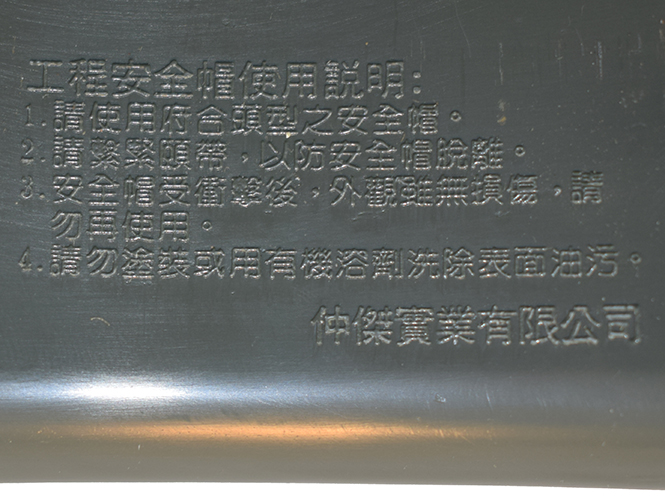 工程安全帽使用說明:
1.請使用府合頭型之安全帽。
2.請繫緊頤帶，以防安全帽脫離。
3.安全帽受衝擊後，外觀雖無損傷，請
勿再使用。
4.請勿塗裝或用有機溶劑洗除表面油污。
仲傑實業有限公司